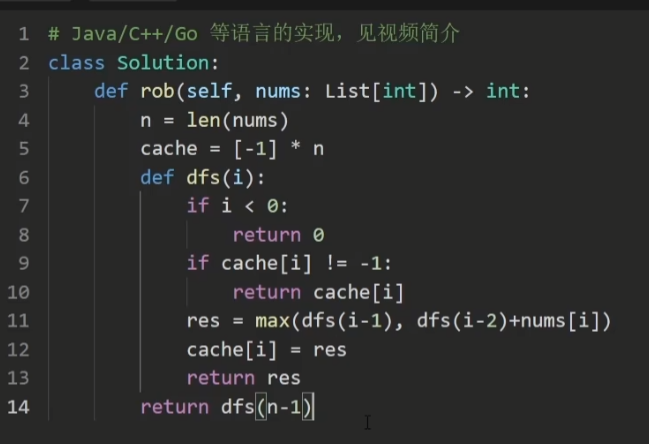 1 # Java/C++/Go 等语言的实现，见视频简介
2 class Solution:
3     def rob(self, nums: List[int]) -> int:
4         n = len(nums)
5         cache = [-1] * n
6         def dfs(i):
7             if i < 0:
8                 return 0
9             if cache[i] != -1:
10                 return cache[i]
11             res = max(dfs(i-1), dfs(i-2)+nums[i])
12             cache[i] = res
13             return res
14         return dfs(n-1)